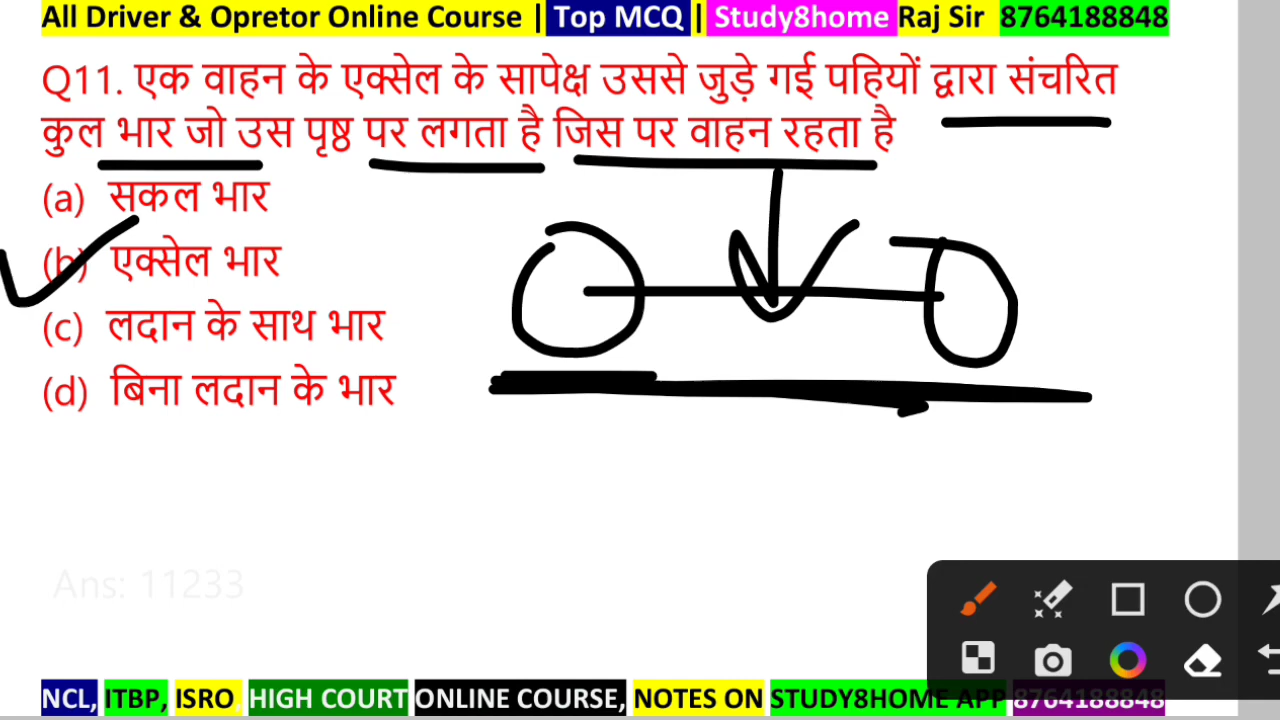 All Driver & Opretor Online Course | Top MCQ | Study8home Raj Sir 8764188848
Q11. एक वाहन के एक्सेल के सापेक्ष उससे जुड़े गई पहियों द्वारा संचरित
कुल भार जो उस पृष्ठ पर लगता है जिस पर वाहन रहता है
(a) सकल भार
(b) एक्सेल भार
(c) लदान के साथ भार
(d) बिना लदान के भार
Ans: 11233
NCL, ITBP, ISRO, HIGH COURT ONLINE COURSE, NOTES ON STUDY8HOME APP 8764188848